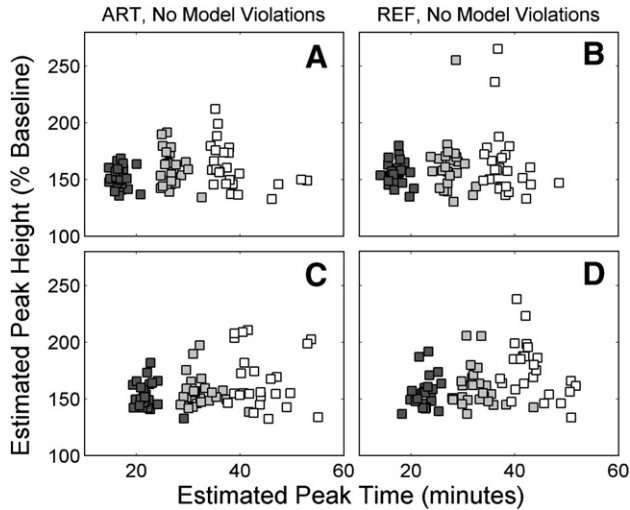 ART, No Model Violations REF, No Model Violations
A B
250
200
150
100
C D
250
200
150
100
20 40 60 20 40 60
Estimated Peak Height (% Baseline)
Estimated Peak Time (minutes)